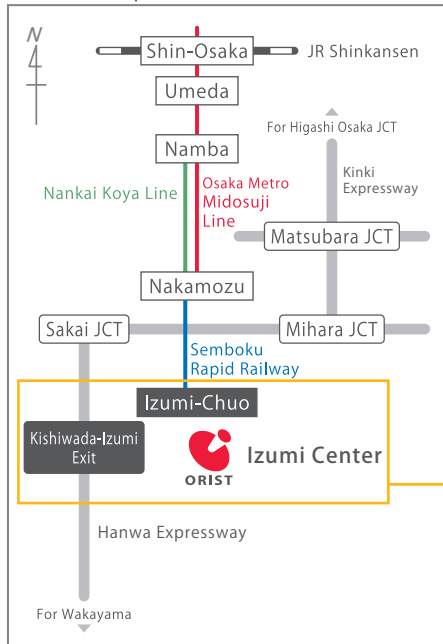 N
Shin-Osaka
JR Shinkansen
Umeda
For Higashi Osaka JCT
Namba
Kinki
Expressway
Nankai Koya Line
Osaka Metro
Midosuji
Line
Matsubara JCT
Nakamozu
Sakai JCT
Mihara JCT
Semboku
Rapid Railway
Izumi-Chuo
Kishiwada-Izumi
Exit
Izumi Center
ORIST
Hanwa Expressway
For Wakayama